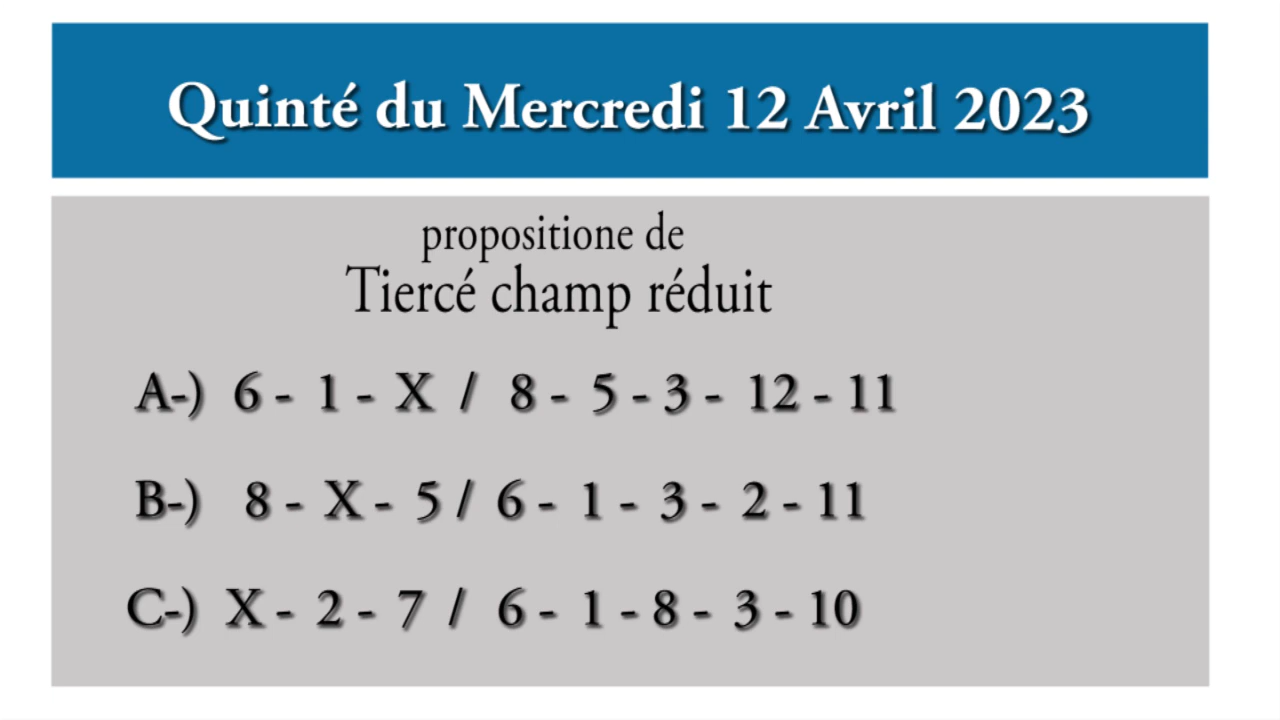 Quinté du Mercredi 12 Avril 2023
propositione de
Tiercé champ réduit
A-) 6 - 1 - X / 8 - 5 - 3 - 12 - 11
B-) 8 - X - 5 / 6 - 1 - 3 - 2 - 11
C-) X - 2 - 7 / 6 - 1 - 8 - 3 - 10